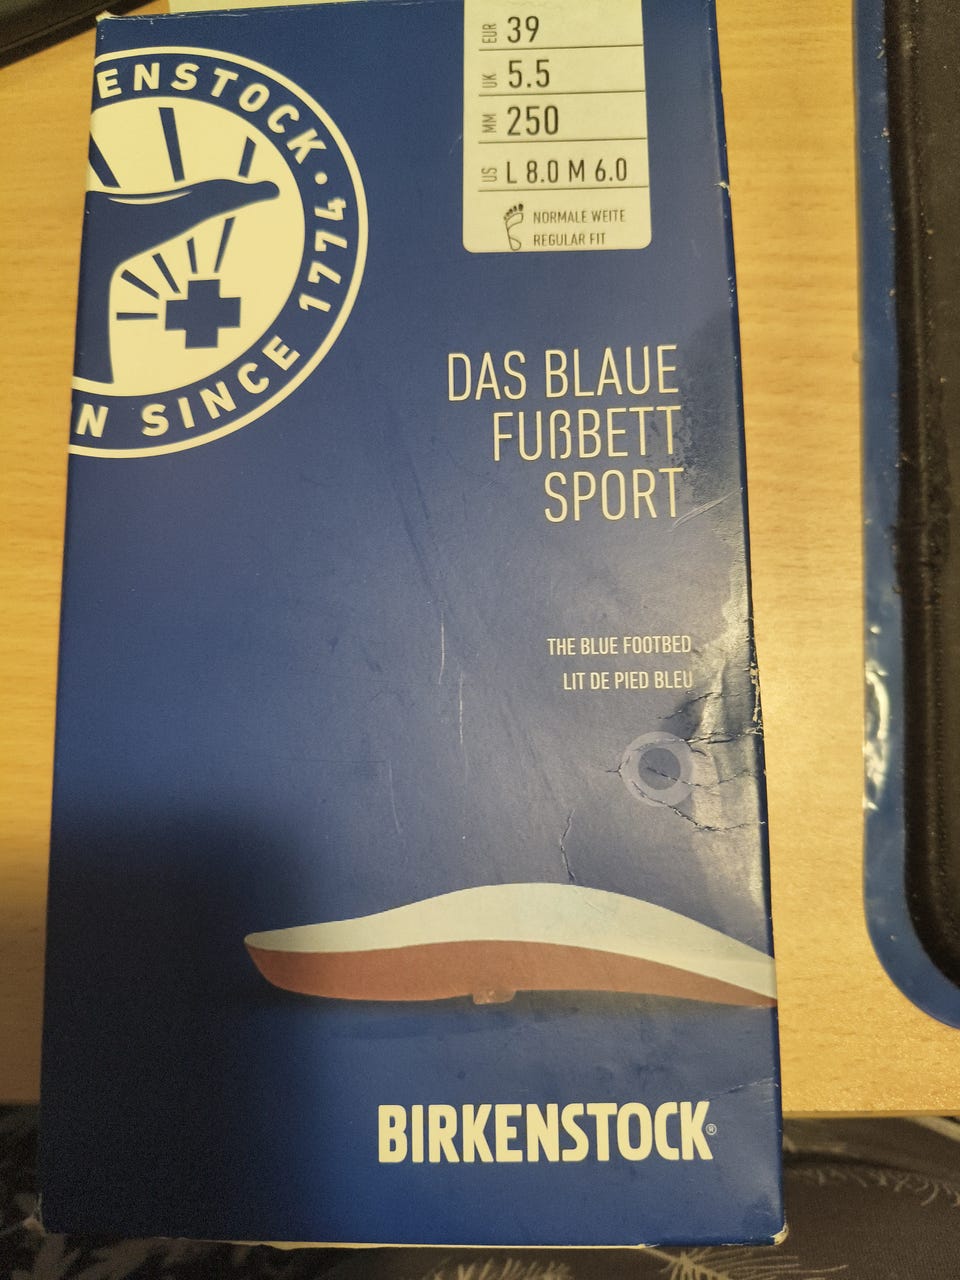 ENSTOCK • 1774
N SINCE
EUR 39
UK 5.5
MM 250
US L 8.0 M 6.0
NORMALE WEITE
REGULAR FIT
DAS BLAUE
FUẞBETT
SPORT
THE BLUE FOOTBED
LIT DE PIED BLEU
BIRKENSTOCK®